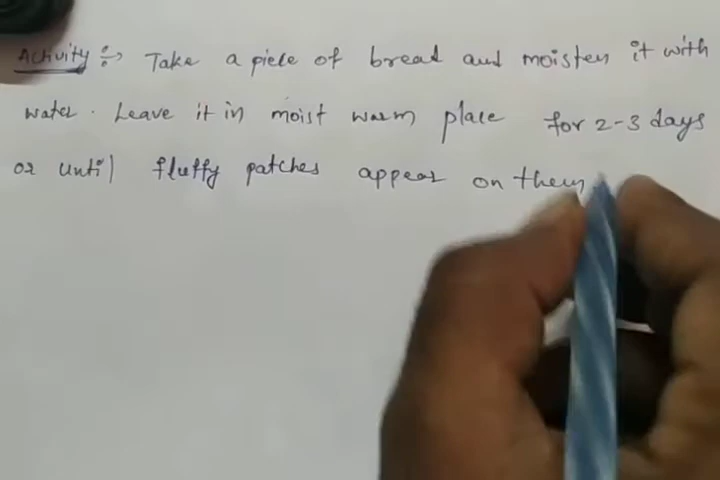 Activity :→ Take a piece of bread and moisten it with
water. Leave it in moist warm place for 2-3 days
or until fluffy patches appear on them